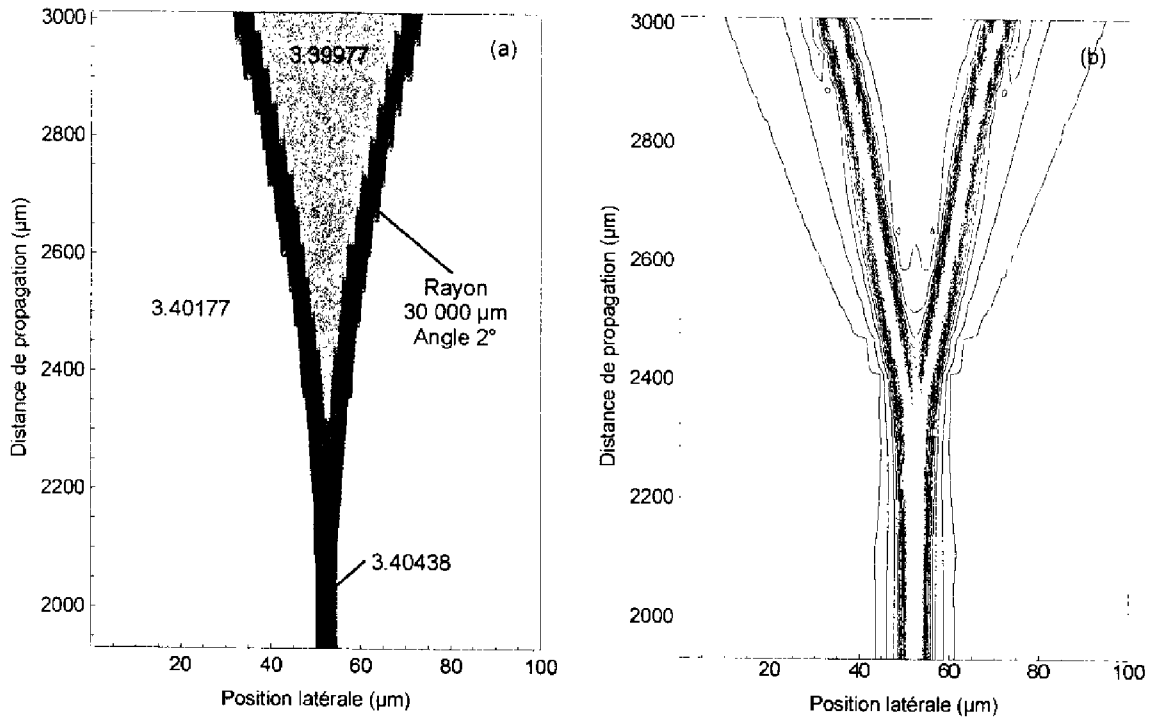 3000
2800
2600
2400
2200
2000
Distance de propagation (µm)
3.39977
(a)
3.40177
Rayon
30 000 µm
Angle 2°
3.40438
20
40
60
80
100
Position latérale (µm)
3000
2800
2600
2400
2200
2000
Distance de propagation (µm)
(b)
20
40
60
80
100
Position latérale (µm)